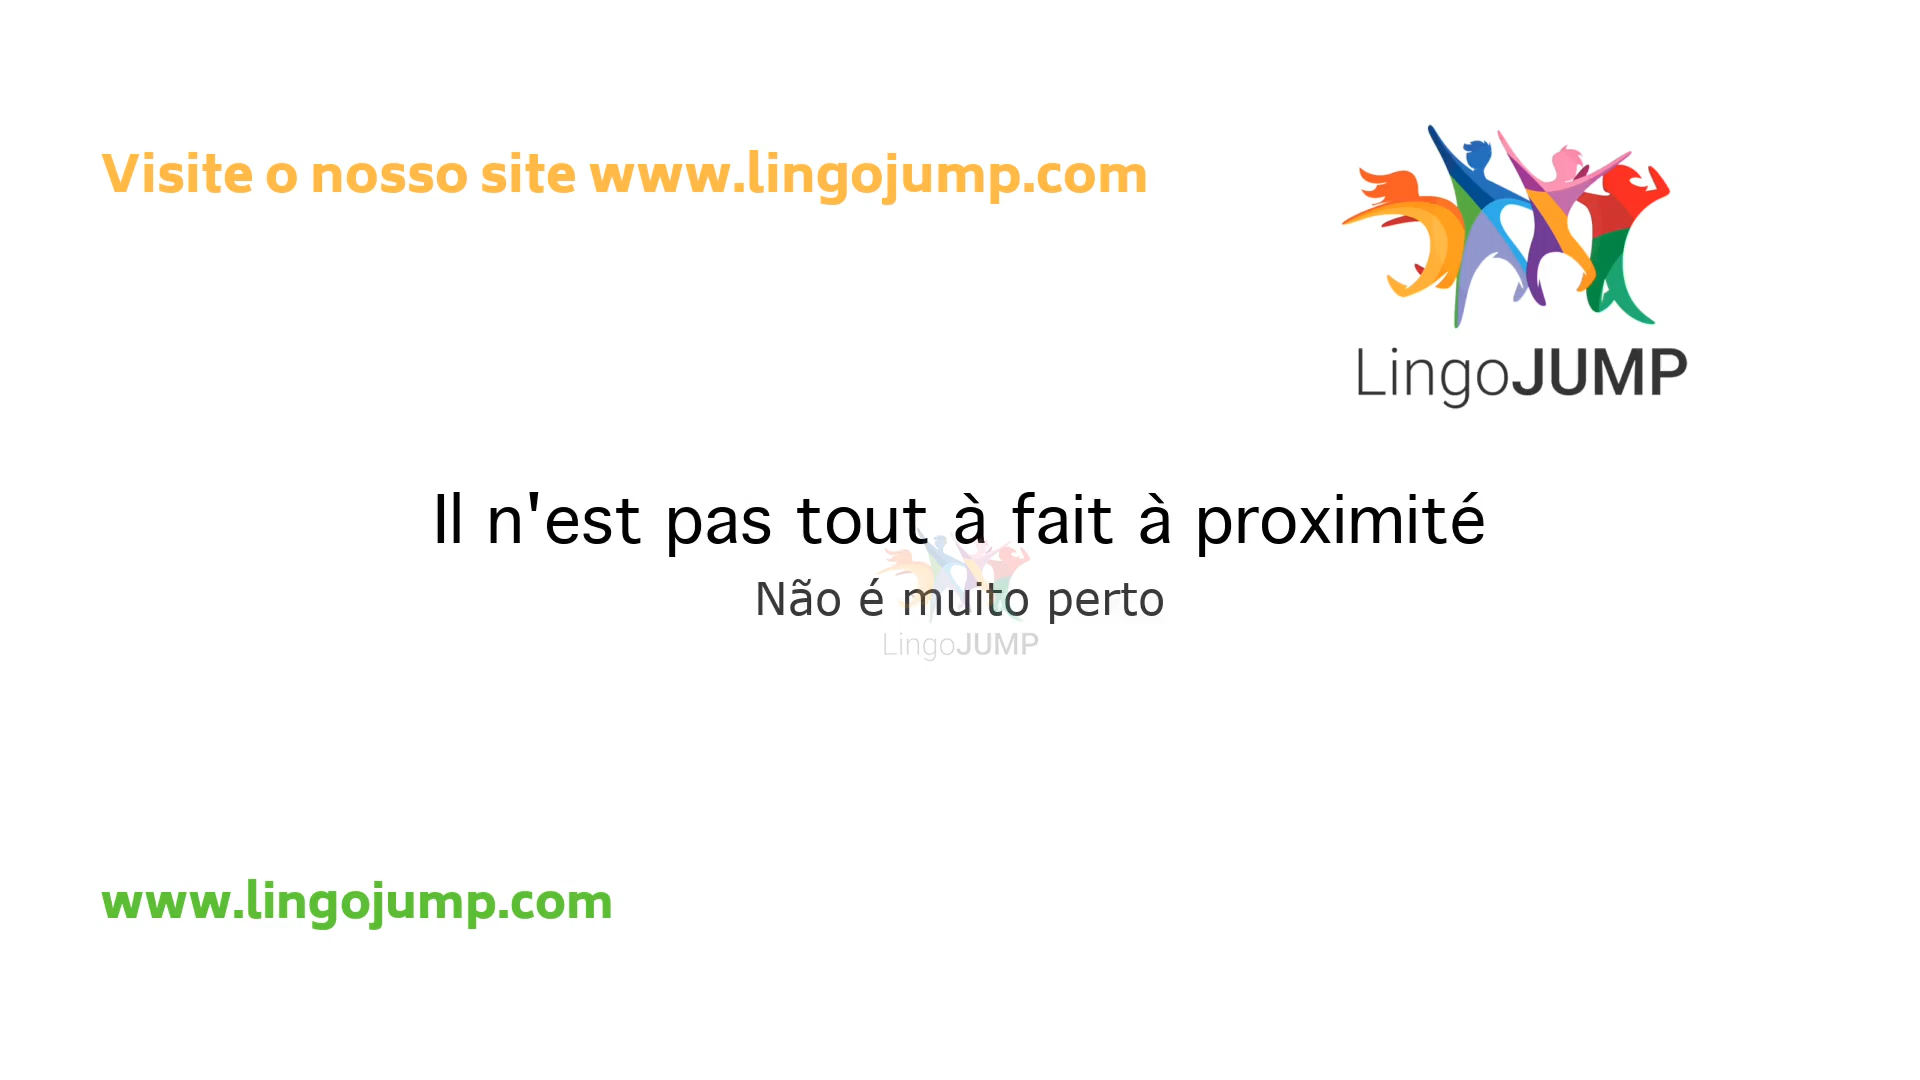 Visite o nosso site www.lingojump.com
LingoJUMP
Il n'est pas tout à fait à proximité
Não é muito perto
LingoJUMP
www.lingojump.com